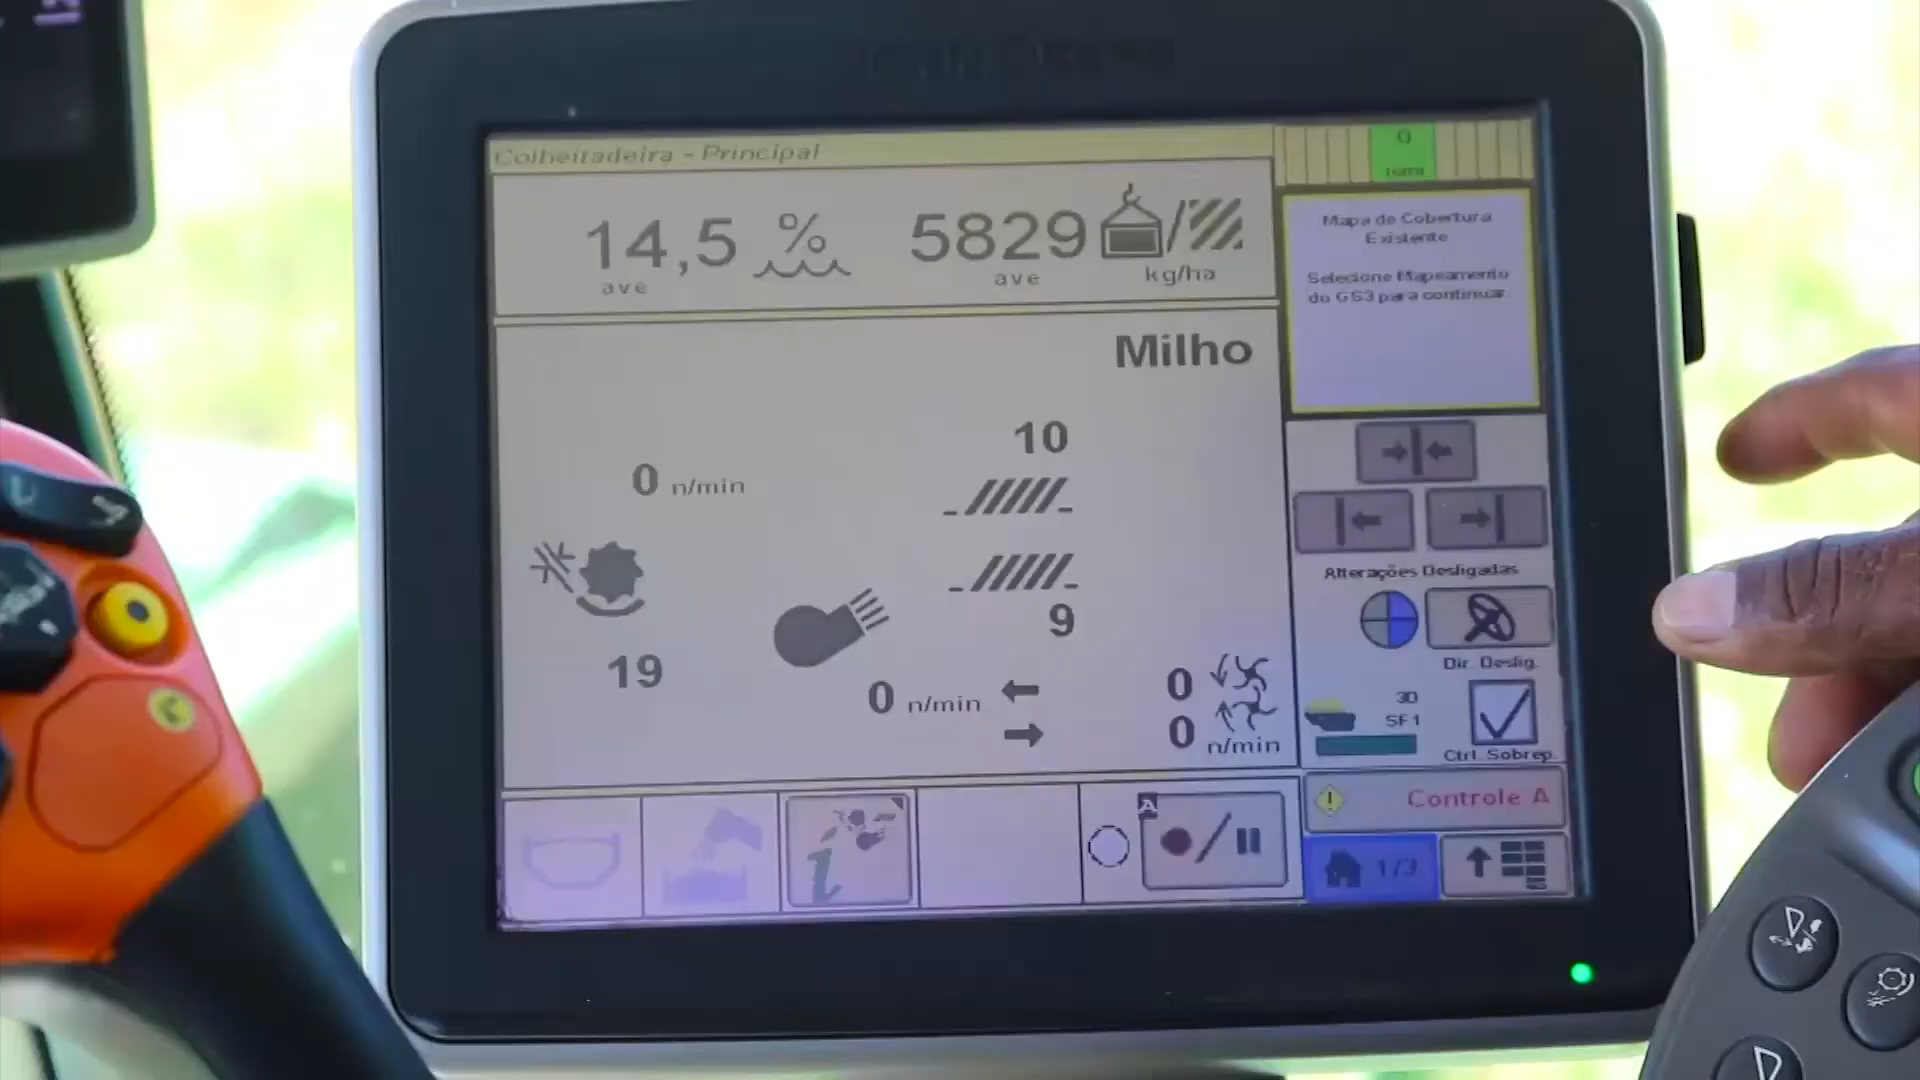 Colheitadeira - Principal
0
14,5 %
ave
5829
ave
kg/ha
Mapa de Cobertura
Existente
Selecione Mapeamento
do GS3 para continuar.
Milho
10
0 n/min
9
19
0 n/min
0
0
n/min
Alterações Desligadas
Dir. Deslig.
3D
SF1
Ctrl. Sobrep.
A
Controle A
i
1/3